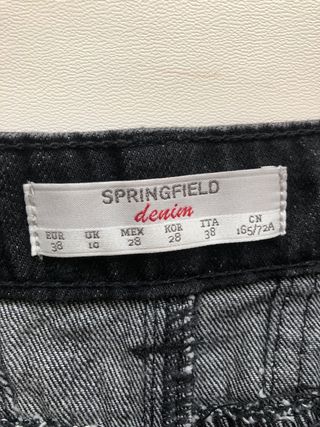 SPRINGFIELD
denim
EUR UK MEX KOR ITA CN
38 10 28 28 38 165/72A